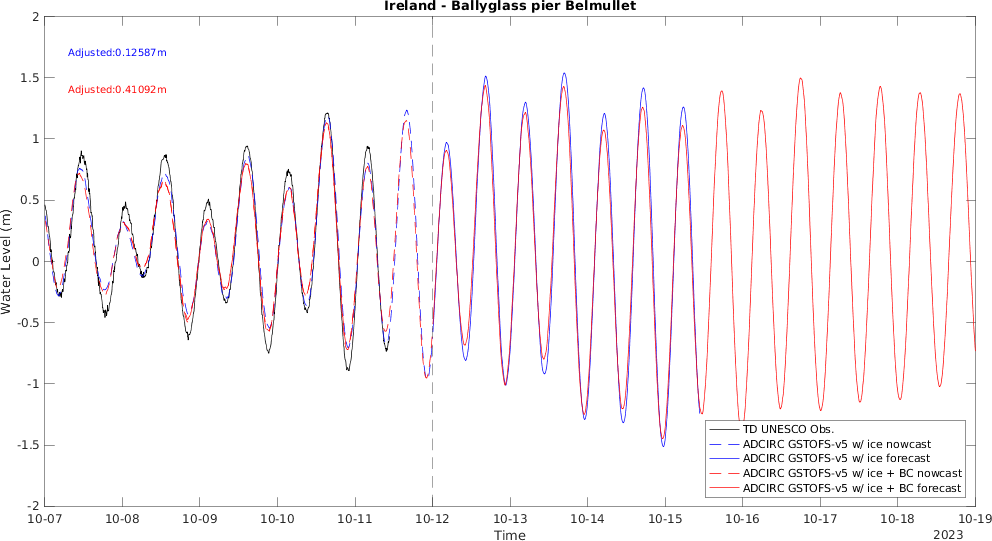 Ireland - Ballyglass pier Belmullet
2
1.5
1
0.5
0
-0.5
-1
-1.5
-2
Water Level (m)
Adjusted:0.12587m
Adjusted:0.41092m
TD UNESCO Obs.
ADCIRC GSTOFS-v5 w/ ice nowcast
ADCIRC GSTOFS-v5 w/ ice forecast
ADCIRC GSTOFS-v5 w/ ice + BC nowcast
ADCIRC GSTOFS-v5 w/ ice + BC forecast
10-07 10-08 10-09 10-10 10-11 10-12 10-13 10-14 10-15 10-16 10-17 10-18 10-19
Time
2023